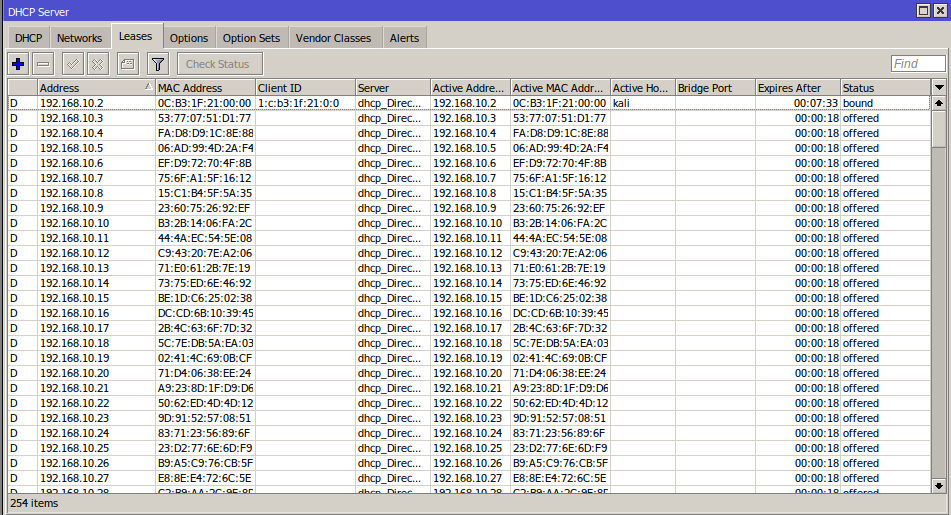 DHCP Server
DHCP Networks Leases Options Option Sets Vendor Classes Alerts
Check Status Find
Address MAC Address Client ID Server Active Addre... Active MAC Addr... Active Ho... Bridge Port Expires After Status
D 192.168.10.2 0C:B3:1F:21:00:00 1:c:b3:1f:21:0:0 dhcp_Direc... 192.168.10.2 0C:B3:1F:21:00:00 kali 00:07:33 bound
D 192.168.10.3 53:77:07:51:D1:77 dhcp_Direc... 192.168.10.3 53:77:07:51:D1:77 00:00:18 offered
D 192.168.10.4 FA:D8:D9:1C:8E:88 dhcp_Direc... 192.168.10.4 FA:D8:D9:1C:8E:88 00:00:18 offered
D 192.168.10.5 06:AD:99:4D:2A:F4 dhcp_Direc... 192.168.10.5 06:AD:99:4D:2A:F4 00:00:18 offered
D 192.168.10.6 EF:D9:72:70:4F:8B dhcp_Direc... 192.168.10.6 EF:D9:72:70:4F:8B 00:00:18 offered
D 192.168.10.7 75:6F:A1:5F:16:12 dhcp_Direc... 192.168.10.7 75:6F:A1:5F:16:12 00:00:18 offered
D 192.168.10.8 15:C1:B4:5F:5A:35 dhcp_Direc... 192.168.10.8 15:C1:B4:5F:5A:35 00:00:18 offered
D 192.168.10.9 23:60:75:26:92:EF dhcp_Direc... 192.168.10.9 23:60:75:26:92:EF 00:00:18 offered
D 192.168.10.10 B3:2B:14:06:FA:2C dhcp_Direc... 192.168.10.10 B3:2B:14:06:FA:2C 00:00:18 offered
D 192.168.10.11 44:4A:EC:54:5E:08 dhcp_Direc... 192.168.10.11 44:4A:EC:54:5E:08 00:00:18 offered
D 192.168.10.12 C9:43:20:7E:A2:06 dhcp_Direc... 192.168.10.12 C9:43:20:7E:A2:06 00:00:18 offered
D 192.168.10.13 71:E0:61:2B:7E:19 dhcp_Direc... 192.168.10.13 71:E0:61:2B:7E:19 00:00:18 offered
D 192.168.10.14 73:75:ED:6E:46:92 dhcp_Direc... 192.168.10.14 73:75:ED:6E:46:92 00:00:18 offered
D 192.168.10.15 BE:1D:C6:25:02:38 dhcp_Direc... 192.168.10.15 BE:1D:C6:25:02:38 00:00:18 offered
D 192.168.10.16 DC:CD:6B:10:39:45 dhcp_Direc... 192.168.10.16 DC:CD:6B:10:39:45 00:00:18 offered
D 192.168.10.17 2B:4C:63:6F:7D:32 dhcp_Direc... 192.168.10.17 2B:4C:63:6F:7D:32 00:00:18 offered
D 192.168.10.18 5C:7E:DB:5A:EA:03 dhcp_Direc... 192.168.10.18 5C:7E:DB:5A:EA:03 00:00:18 offered
D 192.168.10.19 02:41:4C:69:0B:CF dhcp_Direc... 192.168.10.19 02:41:4C:69:0B:CF 00:00:18 offered
D 192.168.10.20 71:D4:06:38:EE:24 dhcp_Direc... 192.168.10.20 71:D4:06:38:EE:24 00:00:18 offered
D 192.168.10.21 A9:23:8D:1F:D9:D6 dhcp_Direc... 192.168.10.21 A9:23:8D:1F:D9:D6 00:00:18 offered
D 192.168.10.22 50:62:ED:4D:4D:12 dhcp_Direc... 192.168.10.22 50:62:ED:4D:4D:12 00:00:18 offered
D 192.168.10.23 9D:91:52:57:08:51 dhcp_Direc... 192.168.10.23 9D:91:52:57:08:51 00:00:18 offered
D 192.168.10.24 83:71:23:56:89:6F dhcp_Direc... 192.168.10.24 83:71:23:56:89:6F 00:00:18 offered
D 192.168.10.25 23:D2:77:6E:6D:F9 dhcp_Direc... 192.168.10.25 23:D2:77:6E:6D:F9 00:00:18 offered
D 192.168.10.26 B9:A5:C9:76:CB:5F dhcp_Direc... 192.168.10.26 B9:A5:C9:76:CB:5F 00:00:18 offered
D 192.168.10.27 E8:8E:E4:72:6C:5E dhcp_Direc... 192.168.10.27 E8:8E:E4:72:6C:5E 00:00:18 offered
D 192.168.10.28 dhcp_Direc... 192.168.10.28 00:00:18 offered
254 items